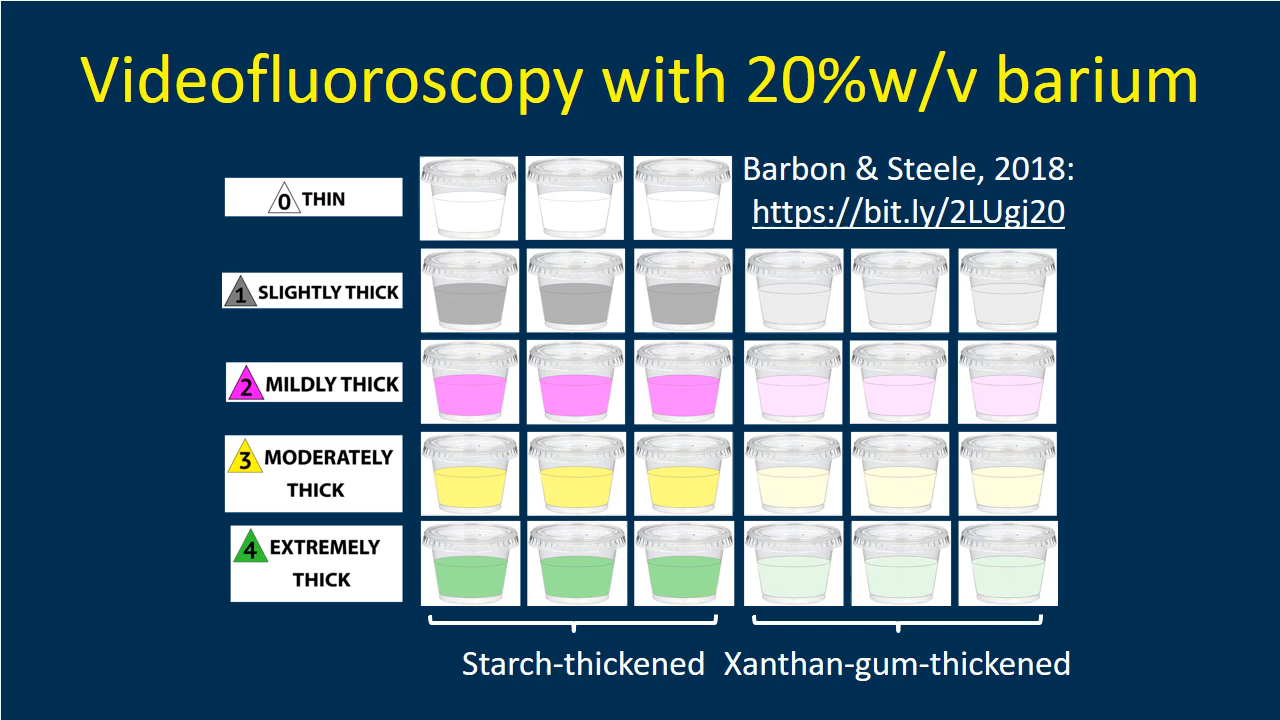 Videofluoroscopy with 20%w/v barium
Barbon & Steele, 2018:
https://bit.ly/2LUgj20
0 THIN
1 SLIGHTLY THICK
2 MILDLY THICK
3 MODERATELY
THICK
4 EXTREMELY
THICK
Starch-thickened
Xanthan-gum-thickened